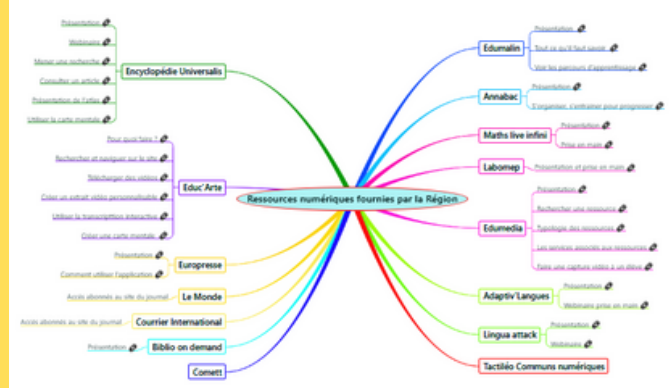 Ressources numériques fournies par la Région
Encyclopédie Universalis
Présentation
Webinaire
Mener une recherche
Consulter un article
Présentation de l'atlas
Utiliser la carte mentale
Educ'Arte
Pour quoi faire ?
Rechercher et naviguer sur le site
Télécharger des vidéos
Créer un extrait vidéo personnalisable
Utiliser la transcription interactive
Créer une carte mentale
Europresse
Présentation
Comment utiliser l'application
Le Monde
Accès abonnés au site du journal
Courrier International
Accès abonnés au site du journal
Biblio on demand
Présentation
Comett
Edumalin
Présentation
Tout ce qu'il faut savoir
Voir les parcours d'apprentissage
Annabac
Présentation
S'organiser, s'entraîner pour progresser
Maths live infini
Présentation
Prise en main
Labomep
Présentation et prise en main
Edumedia
Présentation
Rechercher une ressource
Typologie des ressources
Les services associés aux ressources
Faire une capture vidéo à un élève
Adaptiv'Langues
Présentation
Webinaire prise en main
Lingua attack
Présentation
Webinaire
Tactiléo Communs numériques